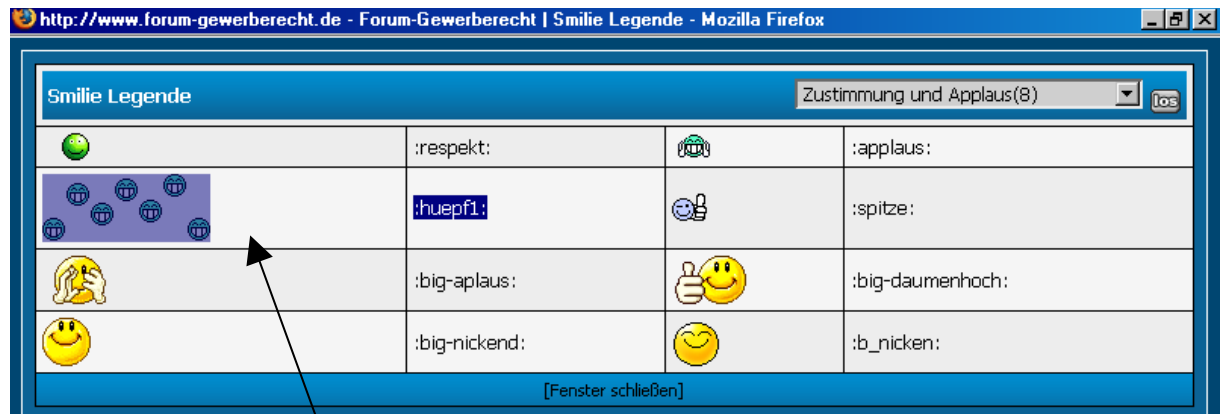 http://www.forum-gewerberecht.de - Forum-Gewerberecht | Smilie Legende - Mozilla Firefox
Smilie Legende Zustimmung und Applaus(8) los
:respekt: :applaus:
:huepf1: :spitze:
:big-aplaus: :big-daumenhoch:
:big-nickend: :b_nicken:
[Fenster schließen]